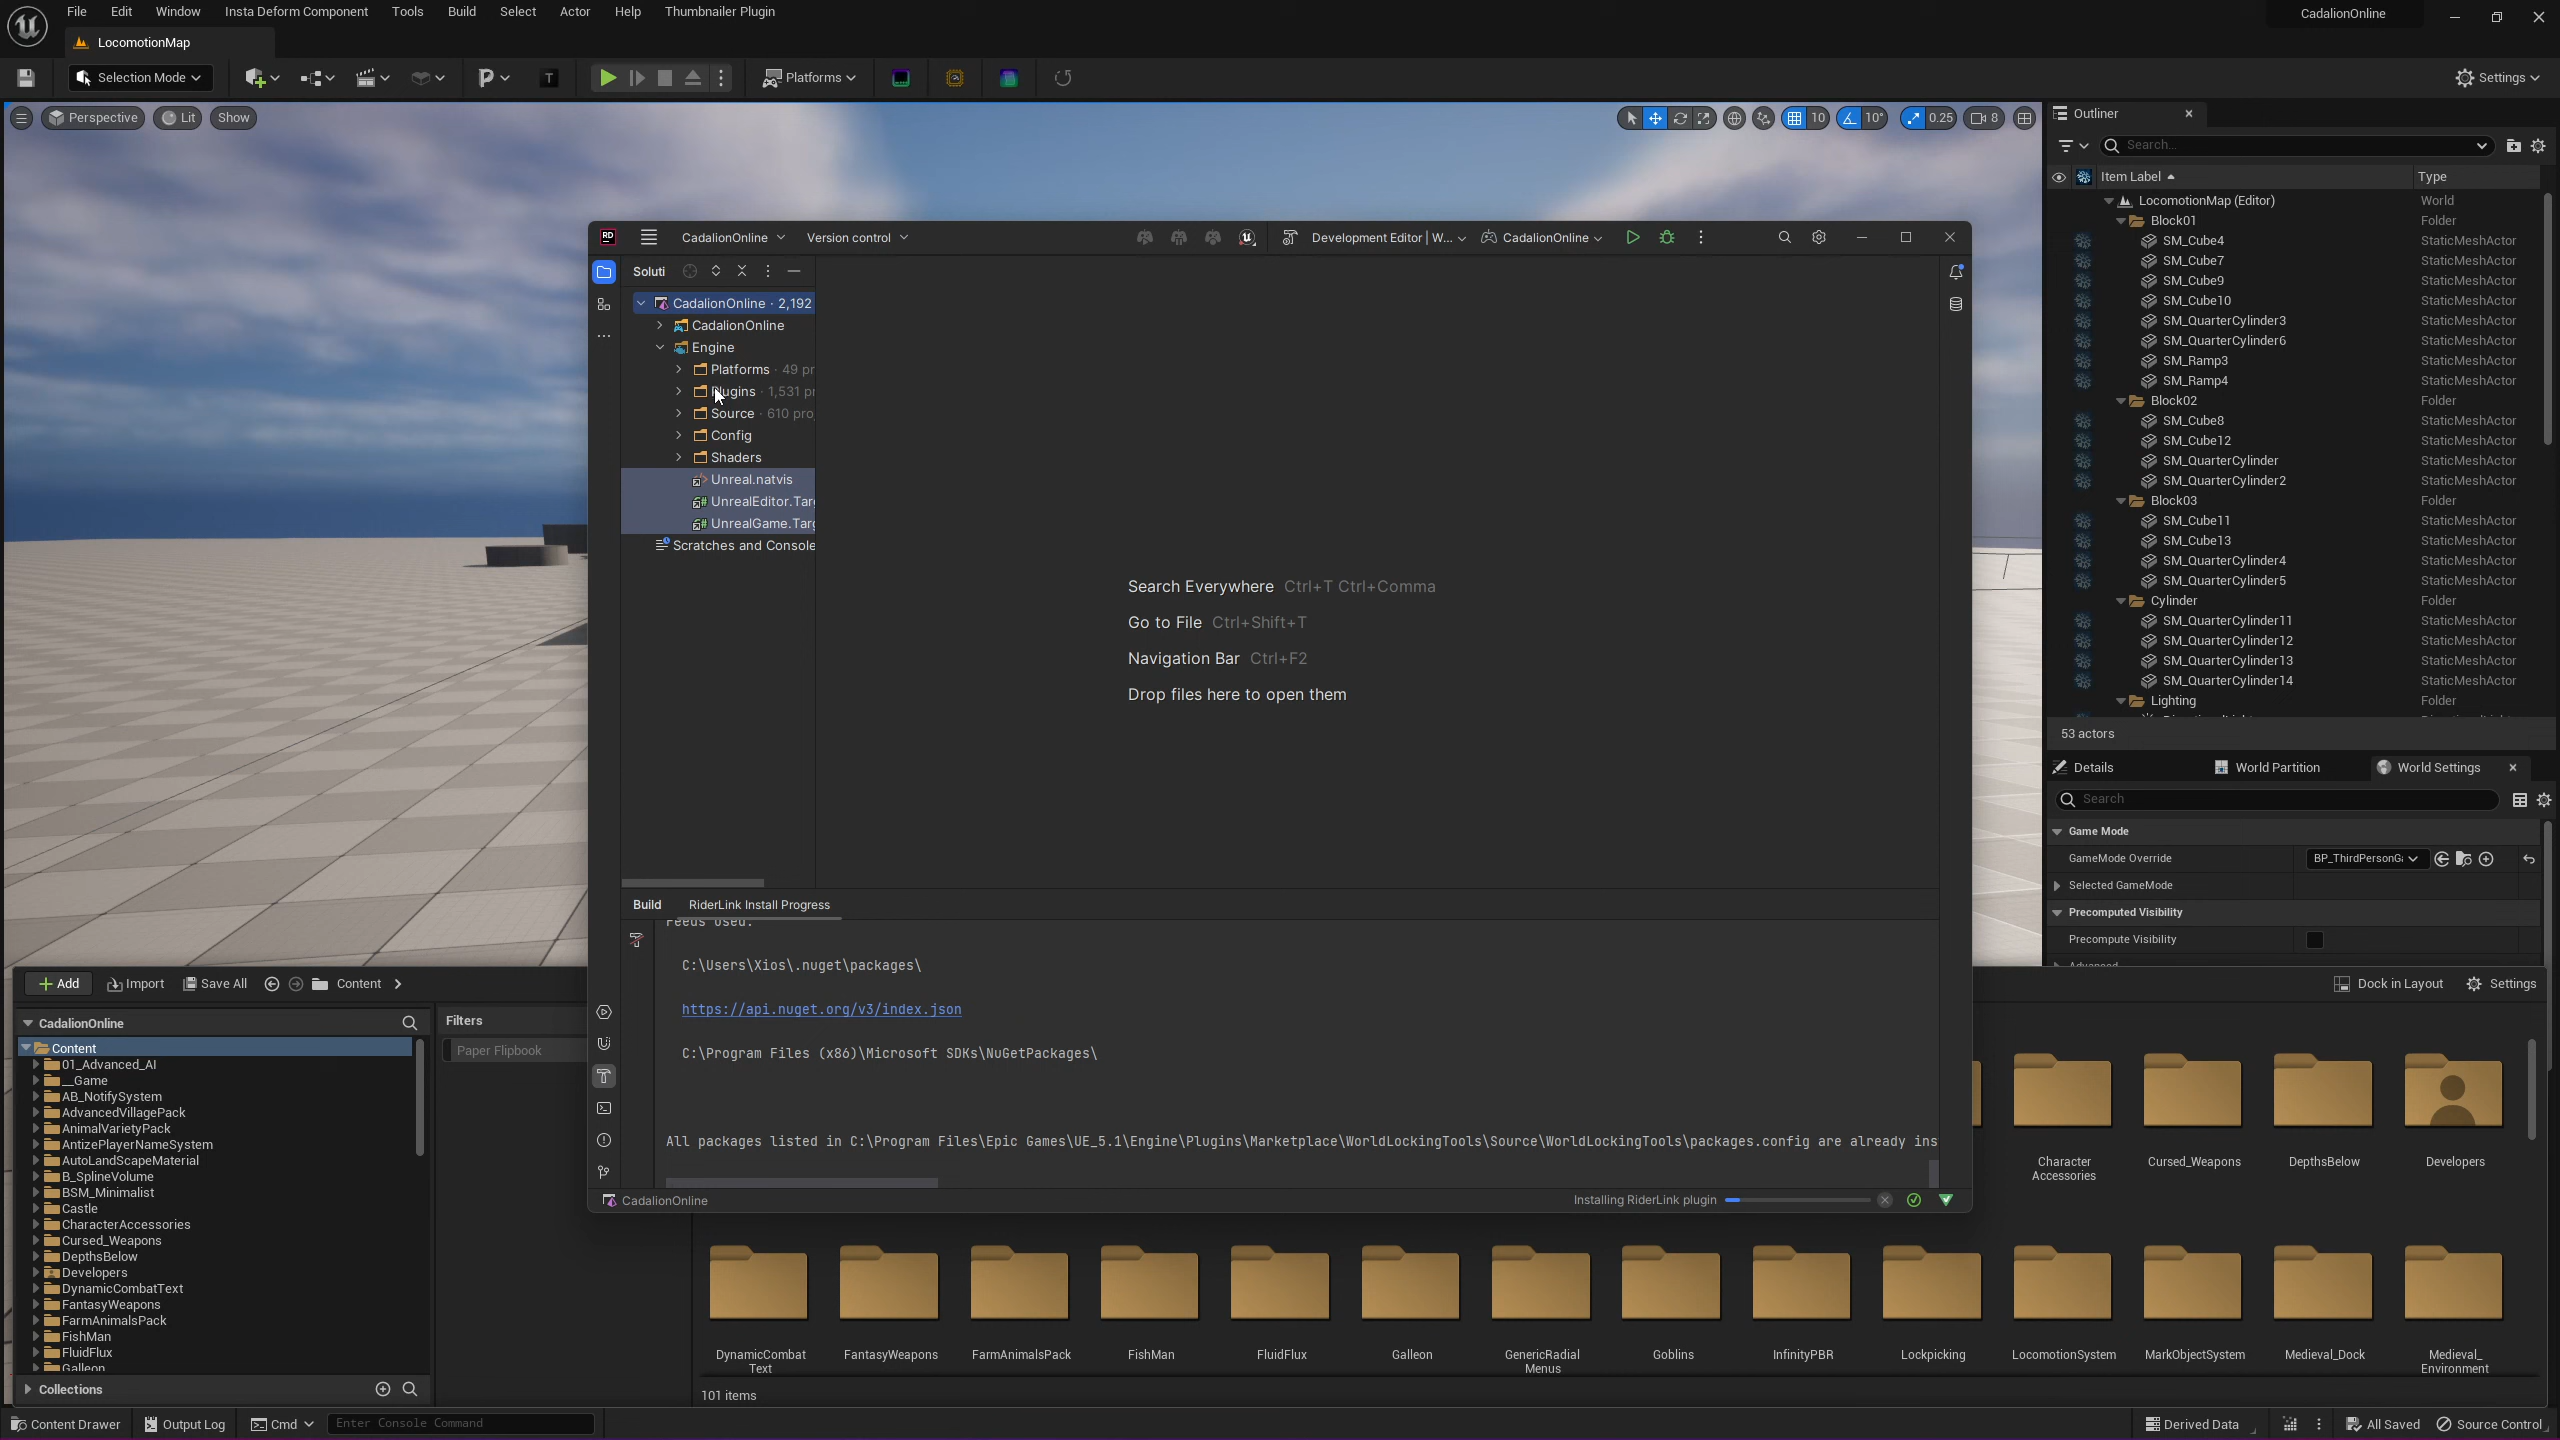 File Edit Window Insta Deform Component Tools Build Select Actor Help Thumbnailer Plugin
CadalionOnline
LocomotionMap
Selection Mode
Platforms
Settings
Perspective
Lit
Show
10
10°
0.25
8
Outliner
Search...
Item Label
Type
LocomotionMap (Editor) World
Block01 Folder
SM_Cube4 StaticMeshActor
SM_Cube7 StaticMeshActor
SM_Cube9 StaticMeshActor
SM_Cube10 StaticMeshActor
SM_QuarterCylinder3 StaticMeshActor
SM_QuarterCylinder6 StaticMeshActor
SM_Ramp3 StaticMeshActor
SM_Ramp4 StaticMeshActor
Block02 Folder
SM_Cube8 StaticMeshActor
SM_Cube12 StaticMeshActor
SM_QuarterCylinder StaticMeshActor
SM_QuarterCylinder2 StaticMeshActor
Block03 Folder
SM_Cube11 StaticMeshActor
SM_Cube13 StaticMeshActor
SM_QuarterCylinder4 StaticMeshActor
SM_QuarterCylinder5 StaticMeshActor
Cylinder Folder
SM_QuarterCylinder11 StaticMeshActor
SM_QuarterCylinder12 StaticMeshActor
SM_QuarterCylinder13 StaticMeshActor
SM_QuarterCylinder14 StaticMeshActor
Lighting Folder
53 actors
Details
World Partition
World Settings
Search
Game Mode
GameMode Override BP_ThirdPersonGa
Selected GameMode
Precomputed Visibility
Precompute Visibility
Advanced
RD
CadalionOnline
Version control
Development Editor | W...
CadalionOnline
Soluti
CadalionOnline · 2,192
CadalionOnline
Engine
Platforms · 49 pr
Plugins · 1,531 pr
Source · 610 pro
Config
Shaders
Unreal.natvis
UnrealEditor.Targ
UnrealGame.Targ
Scratches and Console
Search Everywhere Ctrl+T Ctrl+Comma
Go to File Ctrl+Shift+T
Navigation Bar Ctrl+F2
Drop files here to open them
Build
RiderLink Install Progress
Feeds used:
C:\Users\Xios\.nuget\packages\
https://api.nuget.org/v3/index.json
C:\Program Files (x86)\Microsoft SDKs\NuGetPackages\
All packages listed in C:\Program Files\Epic Games\UE_5.1\Engine\Plugins\Marketplace\WorldLockingTools\Source\WorldLockingTools\packages.config are already ins
CadalionOnline
Installing RiderLink plugin
Add
Import
Save All
Content
Dock in Layout
Settings
CadalionOnline
Content
01_Advanced_AI
__Game
AB_NotifySystem
AdvancedVillagePack
AnimalVarietyPack
AntizePlayerNameSystem
AutoLandScapeMaterial
B_SplineVolume
BSM_Minimalist
Castle
CharacterAccessories
Cursed_Weapons
DepthsBelow
Developers
DynamicCombatText
FantasyWeapons
FarmAnimalsPack
FishMan
FluidFlux
Galleon
Collections
Filters
Paper Flipbook
Character
Accessories
Cursed_Weapons
DepthsBelow
Developers
DynamicCombat
Text
FantasyWeapons
FarmAnimalsPack
FishMan
FluidFlux
Galleon
GenericRadial
Menus
Goblins
InfinityPBR
Lockpicking
LocomotionSystem
MarkObjectSystem
Medieval_Dock
Medieval_
Environment
101 items
Content Drawer
Output Log
Cmd
Enter Console Command
Derived Data
All Saved
Source Control